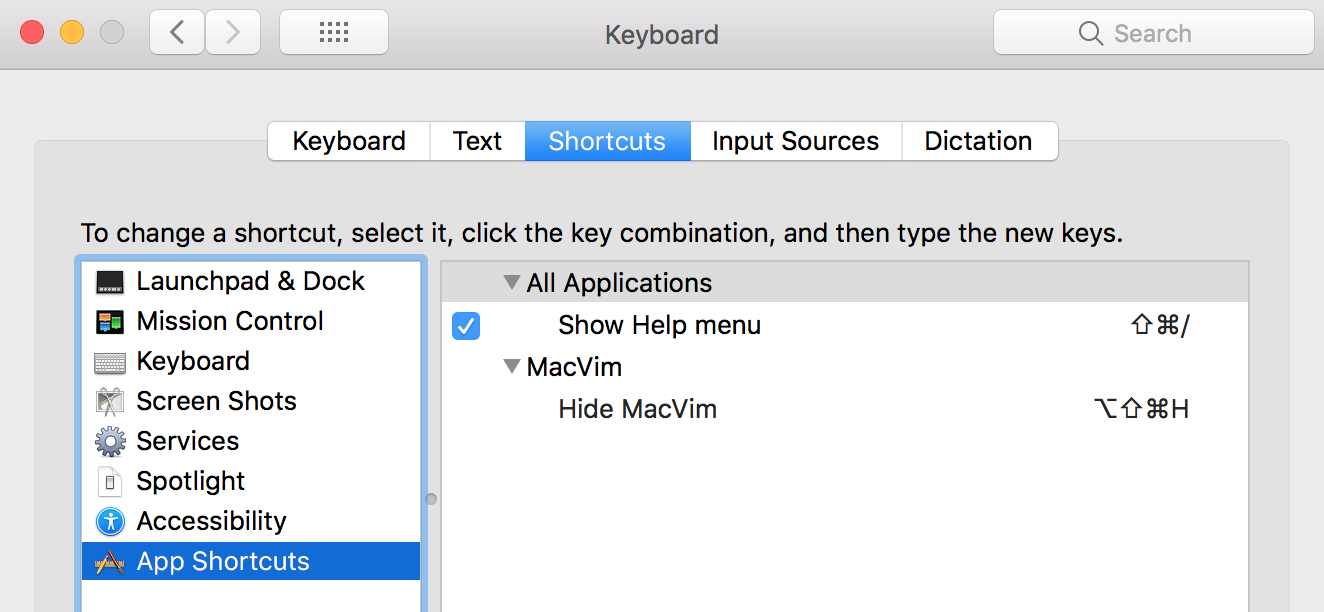 Keyboard
Search
Keyboard Text Shortcuts Input Sources Dictation
To change a shortcut, select it, click the key combination, and then type the new keys.
Launchpad & Dock
Mission Control
Keyboard
Screen Shots
Services
Spotlight
Accessibility
App Shortcuts
All Applications
Show Help menu ⇧⌘/
MacVim
Hide MacVim ⌥⇧⌘H